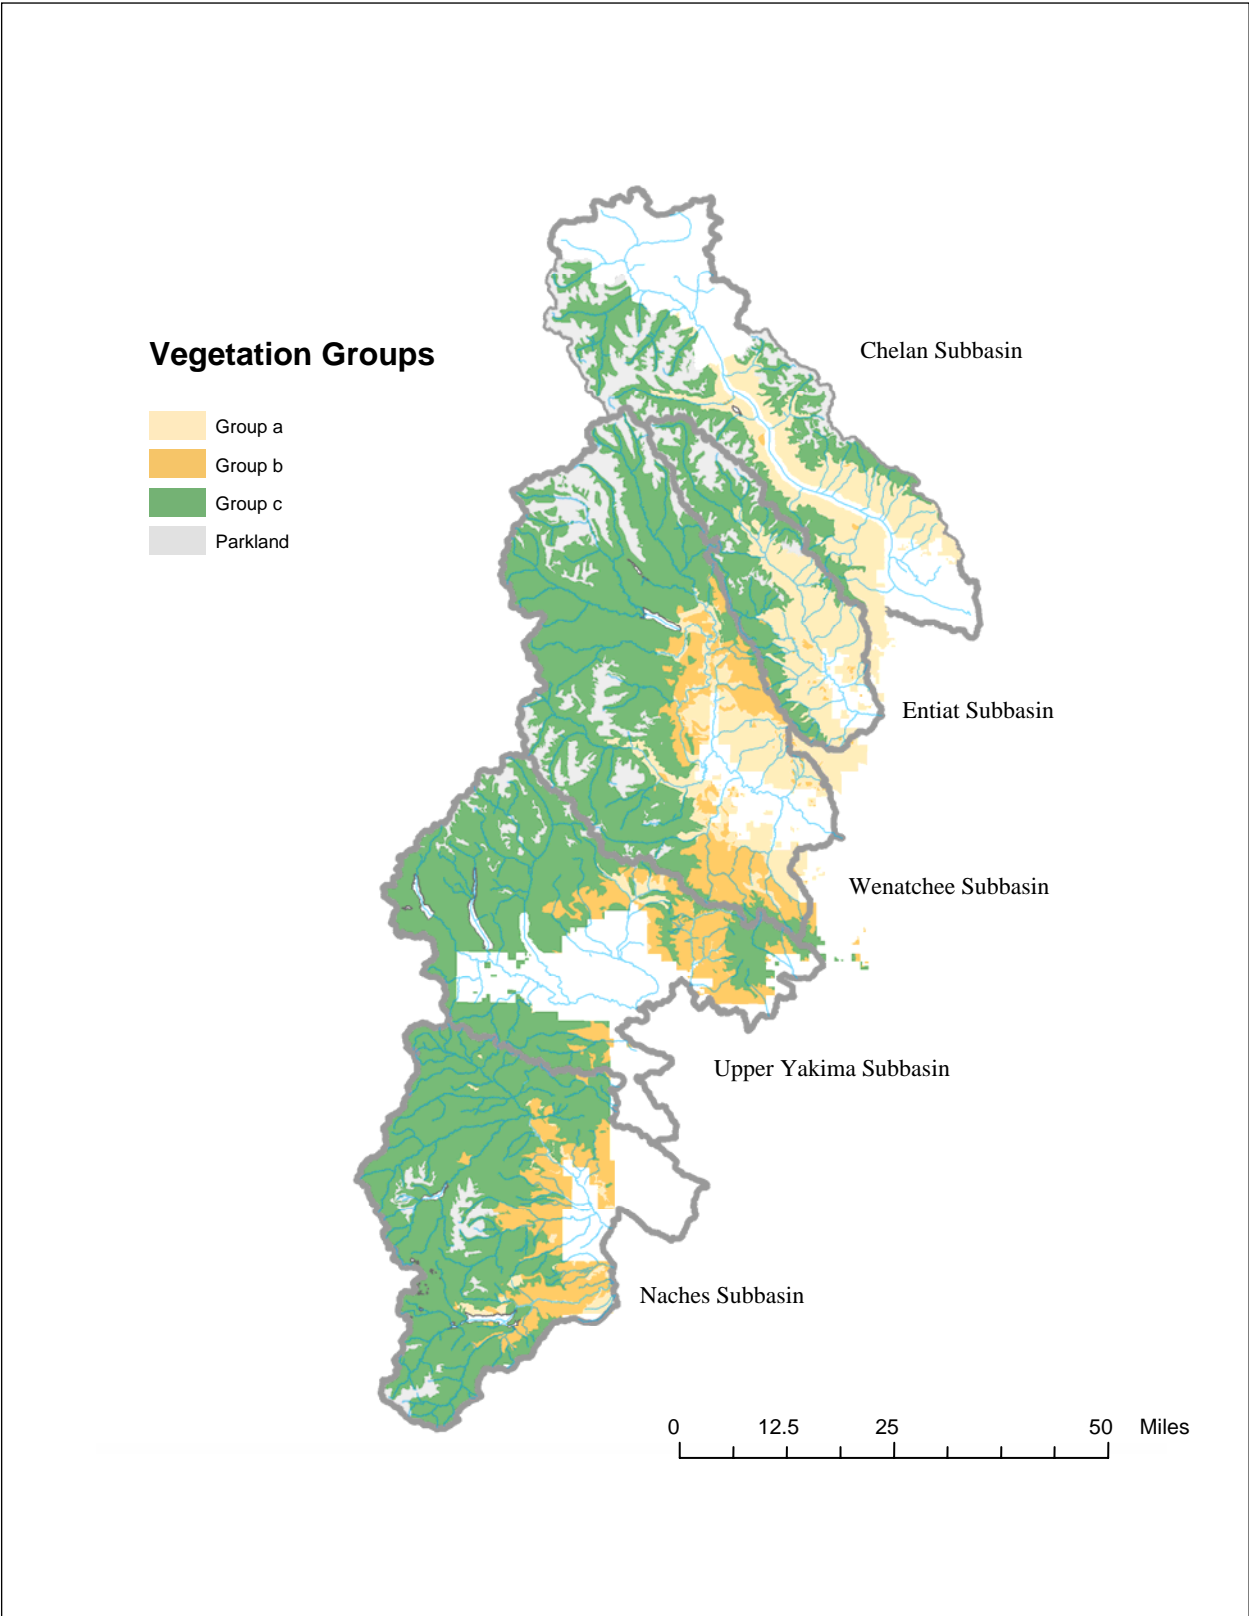 Vegetation Groups
Group a
Group b
Group c
Parkland
Chelan Subbasin
Entiat Subbasin
Wenatchee Subbasin
Upper Yakima Subbasin
Naches Subbasin
0 12.5 25 50 Miles